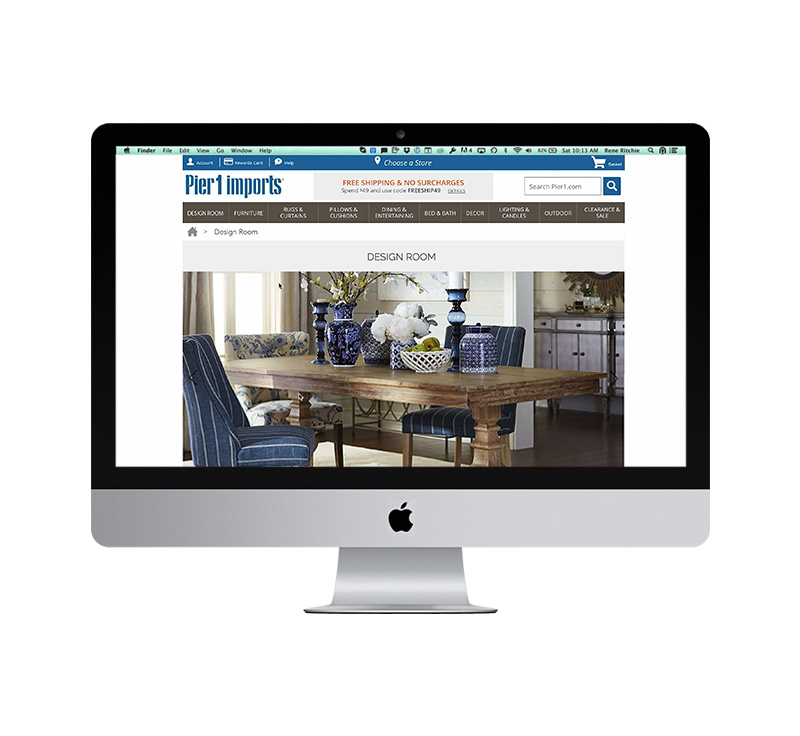 Finder File Edit View Go Window Help 4 82% Sat 10:13 AM Rene Ritchie
Account Rewards Card Help Choose a Store Basket
Pier1 imports®
FREE SHIPPING & NO SURCHARGES
Spend $49 and use code FREESHIP49 DETAILS
Search Pier1.com
DESIGN ROOM FURNITURE RUGS & CURTAINS PILLOWS & CUSHIONS DINING & ENTERTAINING BED & BATH DECOR LIGHTING & CANDLES OUTDOOR CLEARANCE & SALE
> Design Room
DESIGN ROOM